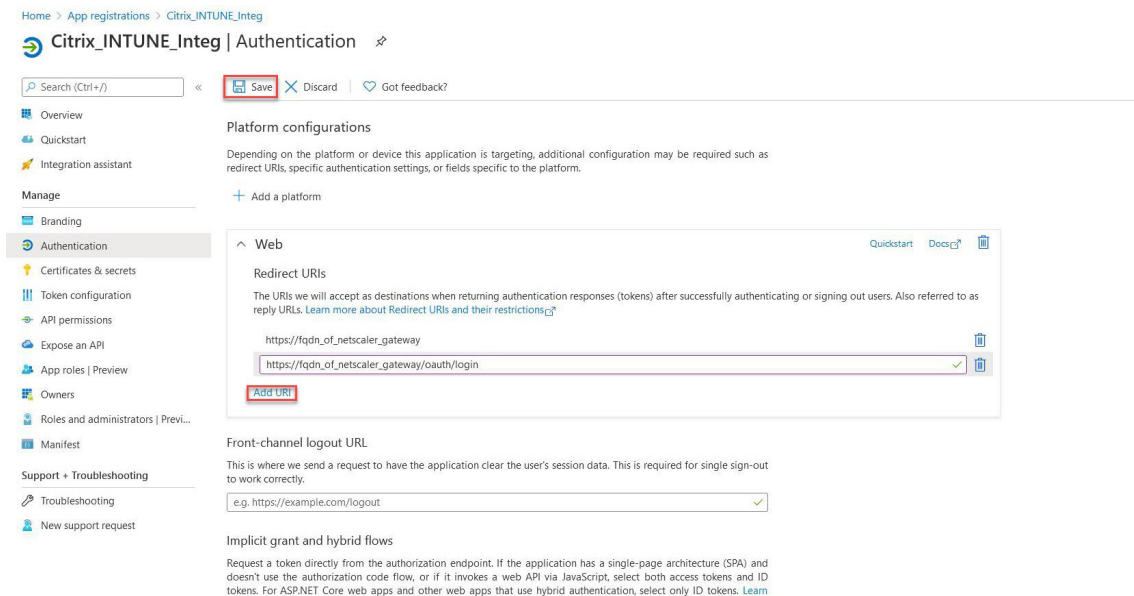 Home > App registrations > Citrix_INTUNE_Integ
Citrix_INTUNE_Integ | Authentication
Search (Ctrl+/)
«
Save
Discard
Got feedback?
Overview
Quickstart
Integration assistant
Manage
Branding
Authentication
Certificates & secrets
Token configuration
API permissions
Expose an API
App roles | Preview
Owners
Roles and administrators | Previ...
Manifest
Support + Troubleshooting
Troubleshooting
New support request
Platform configurations
Depending on the platform or device this application is targeting, additional configuration may be required such as
redirect URIs, specific authentication settings, or fields specific to the platform.
Add a platform
Web
Quickstart
Docs
Redirect URIs
The URIs we will accept as destinations when returning authentication responses (tokens) after successfully authenticating or signing out users. Also referred to as
reply URLs. Learn more about Redirect URIs and their restrictions
https://fqdn_of_netscaler_gateway
https://fqdn_of_netscaler_gateway/oauth/login
Add URI
Front-channel logout URL
This is where we send a request to have the application clear the user's session data. This is required for single sign-out
to work correctly.
e.g. https://example.com/logout
Implicit grant and hybrid flows
Request a token directly from the authorization endpoint. If the application has a single-page architecture (SPA) and
doesn't use the authorization code flow, or if it invokes a web API via JavaScript, select both access tokens and ID
tokens. For ASP.NET Core web apps and other web apps that use hybrid authentication, select only ID tokens. Learn